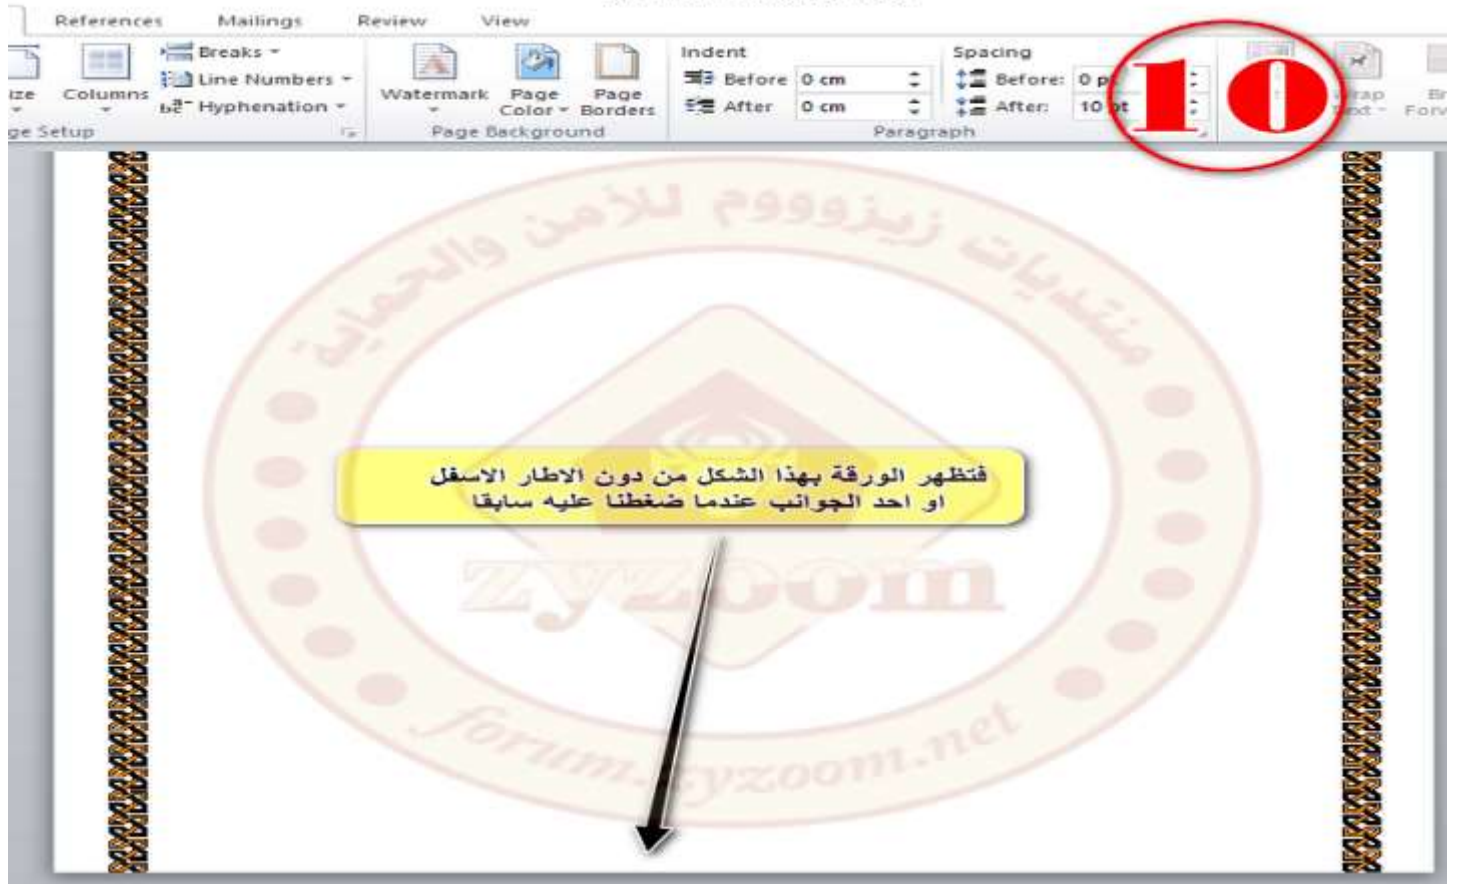 References Mailings Review View
Breaks
Line Numbers
Hyphenation
Columns
Watermark
Page Color
Page Borders
Page Background
Indent
Before 0 cm
After 0 cm
Spacing
Before:
After: 10 pt
Paragraph
10
منتديات زيزوووم للأمن والحماية
فتظهر الورقة بهذا الشكل من دون الاطار الاسفل
او احد الجوانب عندما ضغطنا عليه سابقا
zyzoom
forum.zyzoom.net